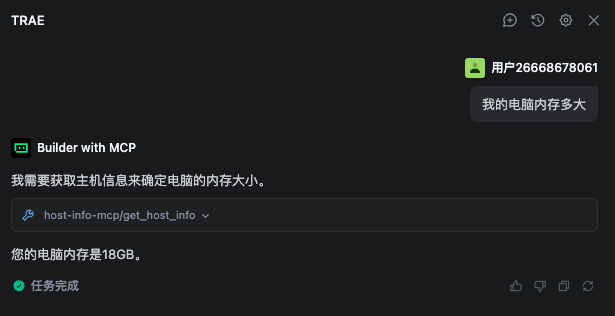 TRAE
用户26668678061
我的电脑内存多大
Builder with MCP
我需要获取主机信息来确定电脑的内存大小。
host-info-mcp/get_host_info
您的电脑内存是18GB。
任务完成